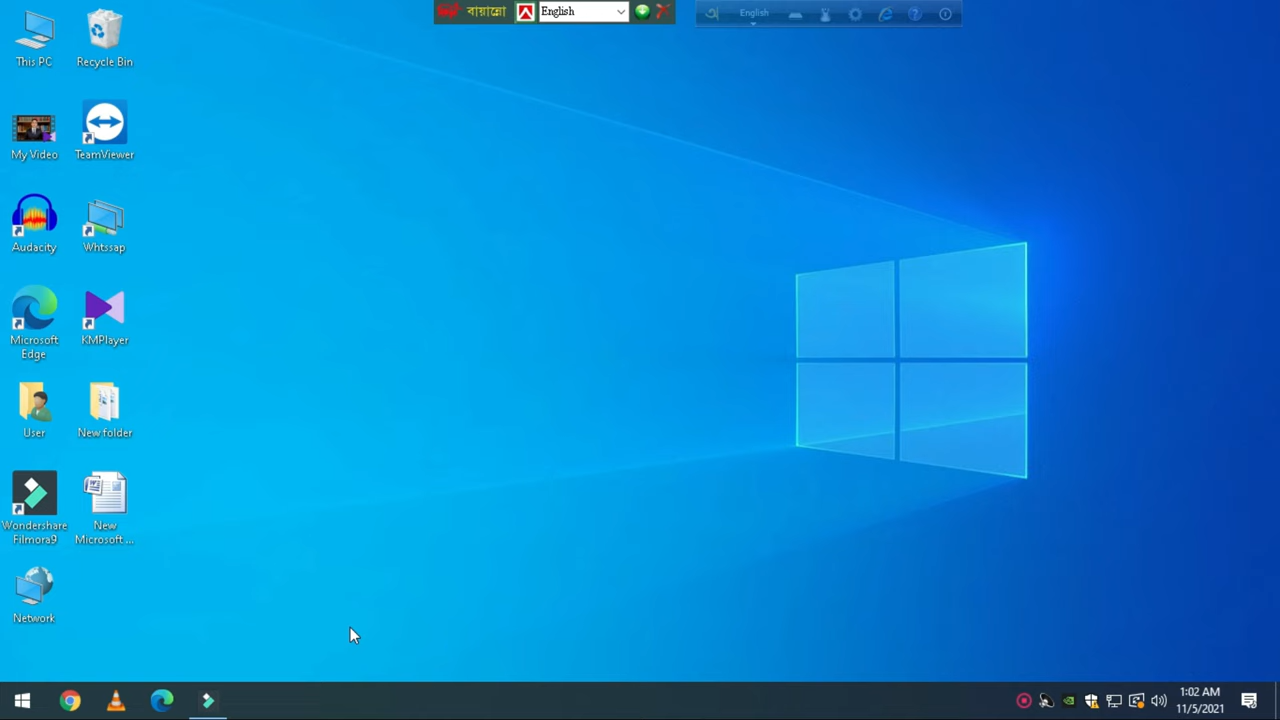 বায়ান্নো
English
English
This PC
Recycle Bin
My Video
TeamViewer
Audacity
Whtssap
Microsoft
Edge
KMPlayer
User
New folder
Wondershare
Filmora9
New
Microsoft ...
Network
1:02 AM
11/5/2021